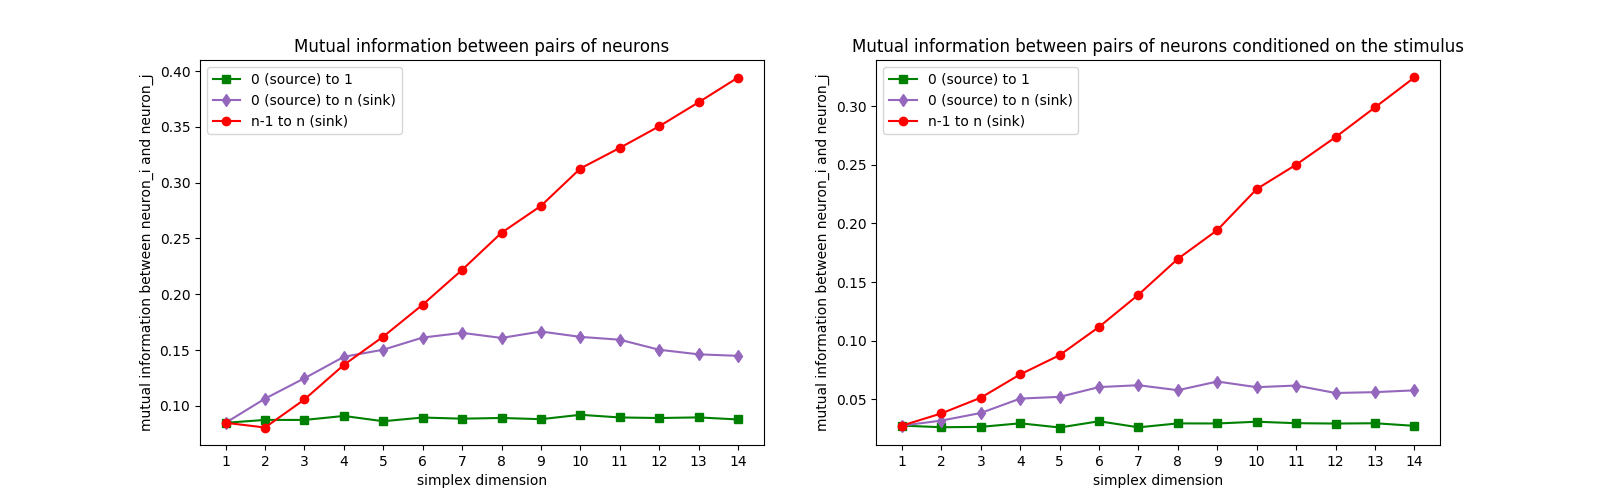 Mutual information between pairs of neurons
mutual information between neuron_i and neuron_j
0.40
0.35
0.30
0.25
0.20
0.15
0.10
0 (source) to 1
0 (source) to n (sink)
n-1 to n (sink)
1 2 3 4 5 6 7 8 9 10 11 12 13 14
simplex dimension
Mutual information between pairs of neurons conditioned on the stimulus
mutual information between neuron_i and neuron_j
0.30
0.25
0.20
0.15
0.10
0.05
0 (source) to 1
0 (source) to n (sink)
n-1 to n (sink)
1 2 3 4 5 6 7 8 9 10 11 12 13 14
simplex dimension